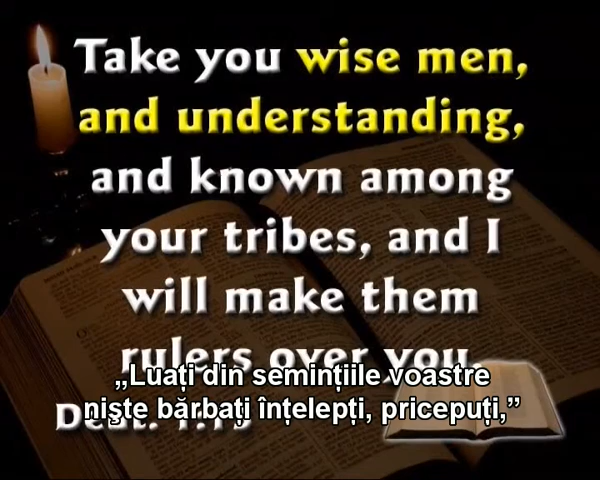 Take you wise men,
and understanding,
and known among
your tribes, and I
will make them
rulers over you.
„Luați din semințiile voastre
niște bărbați înțelepți, pricepuți,”